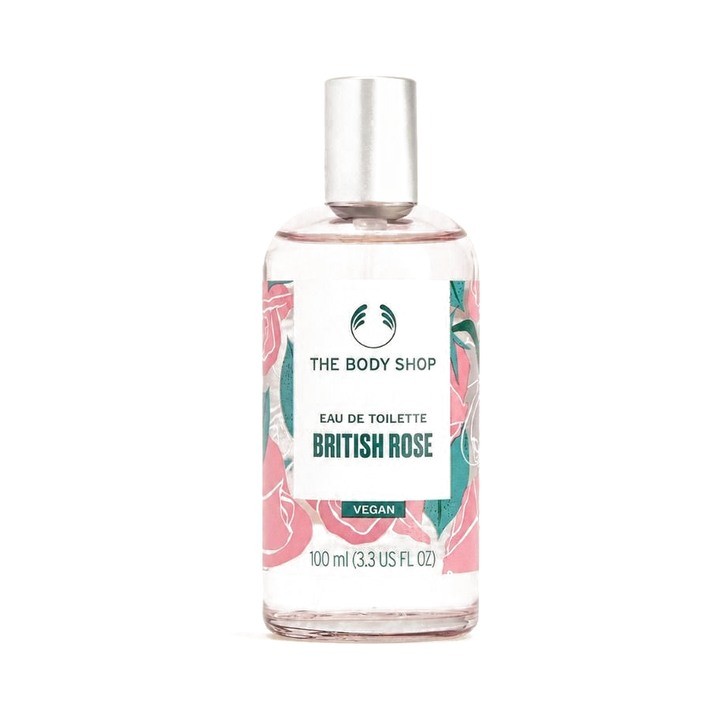 THE BODY SHOP
EAU DE TOILETTE
BRITISH ROSE
VEGAN
100 ml (3.3 US FL OZ)